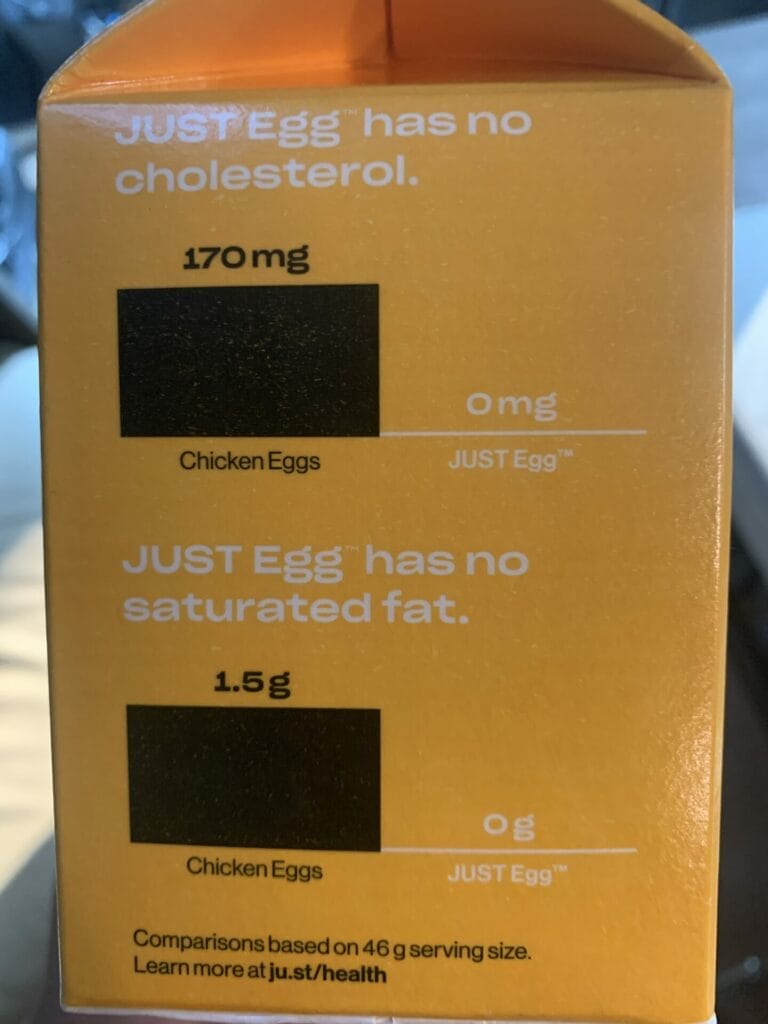 JUST Egg™ has no
cholesterol.
170 mg
0 mg
Chicken Eggs
JUST Egg™
JUST Egg™ has no
saturated fat.
1.5 g
0 g
Chicken Eggs
JUST Egg™
Comparisons based on 46 g serving size.
Learn more at ju.st/health